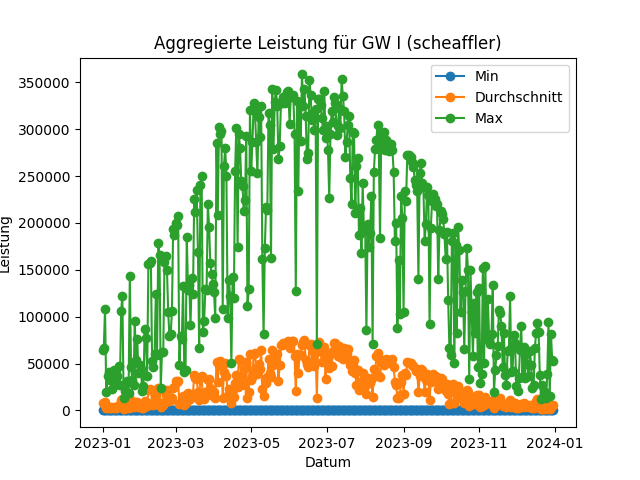 Aggregierte Leistung für GW I (scheaffler)
Min
Durchschnitt
Max
350000
300000
250000
200000
150000
100000
50000
0
Leistung
2023-01 2023-03 2023-05 2023-07 2023-09 2023-11 2024-01
Datum